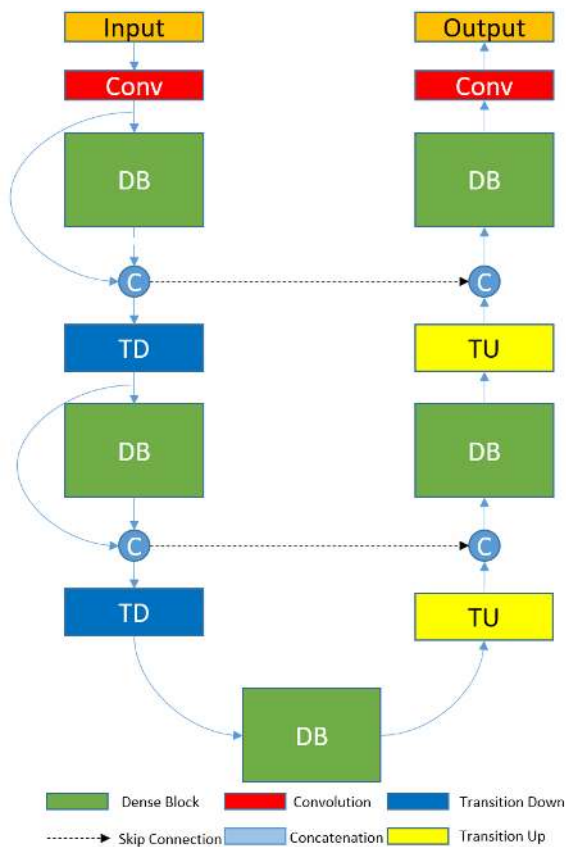 Input
Output
Conv
Conv
DB
DB
C
C
TD
TU
DB
DB
C
C
TD
TU
DB
Dense Block
Convolution
Transition Down
Skip Connection
Concatenation
Transition Up